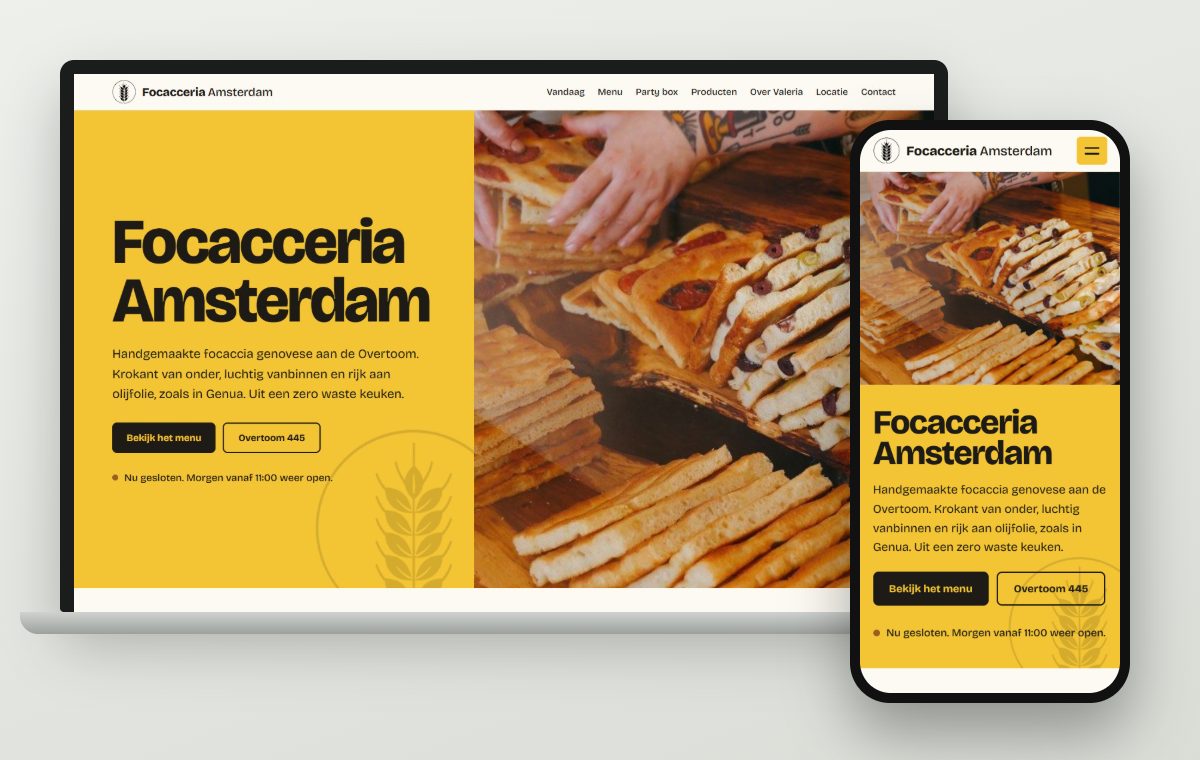 Focacceria Amsterdam
Vandaag Menu Party box Producten Over Valeria Locatie Contact
Focacceria
Amsterdam
Handgemaakte focaccia genovese aan de Overtoom.
Krokant van onder, luchtig vanbinnen en rijk aan
olijfolie, zoals in Genua. Uit een zero waste keuken.
Bekijk het menu
Overtoom 445
Nu gesloten. Morgen vanaf 11:00 weer open.
Focacceria Amsterdam
Focacceria
Amsterdam
Handgemaakte focaccia genovese aan de
Overtoom. Krokant van onder, luchtig
vanbinnen en rijk aan olijfolie, zoals in
Genua. Uit een zero waste keuken.
Bekijk het menu
Overtoom 445
Nu gesloten. Morgen vanaf 11:00 weer open.